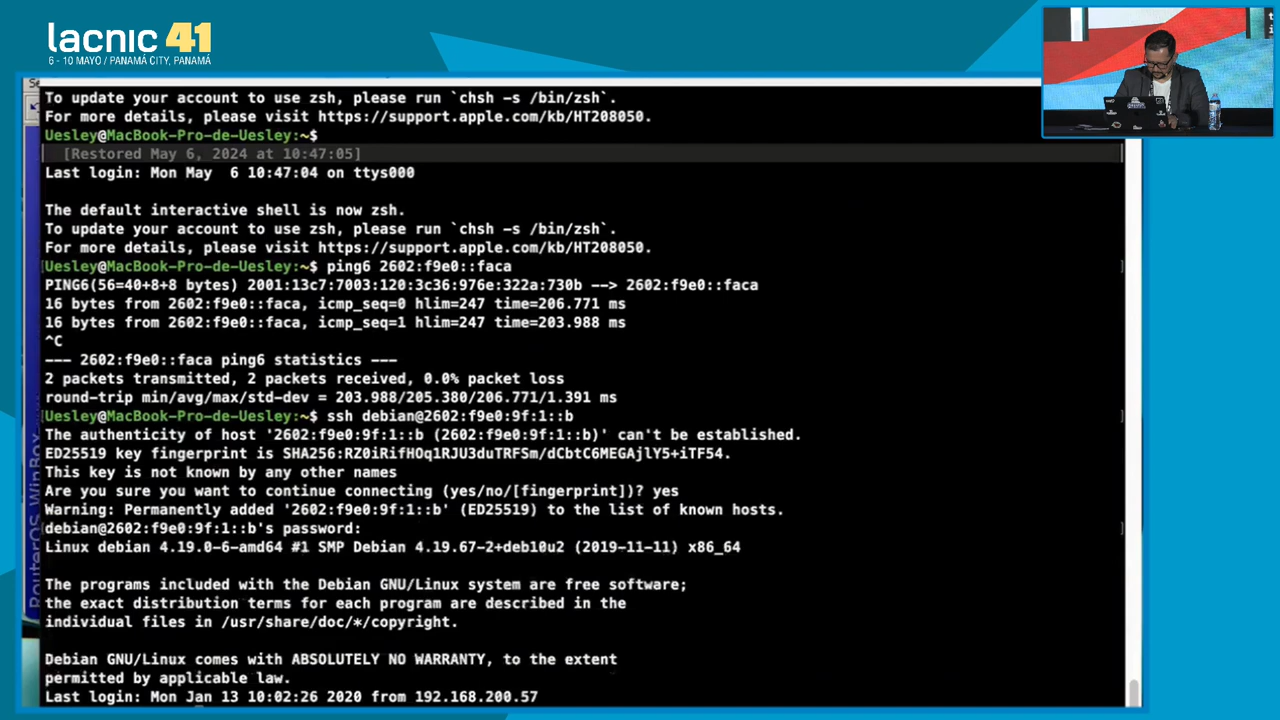 lacnic 41
6 - 10 MAYO / PANAMÁ CITY, PANAMÁ
Se
To update your account to use zsh, please run `chsh -s /bin/zsh`.
For more details, please visit https://support.apple.com/kb/HT208050.
Uesley@MacBook-Pro-de-Uesley:~$
[Restored May 6, 2024 at 10:47:05]
Last login: Mon May  6 10:47:04 on ttys000
The default interactive shell is now zsh.
To update your account to use zsh, please run `chsh -s /bin/zsh`.
For more details, please visit https://support.apple.com/kb/HT208050.
Uesley@MacBook-Pro-de-Uesley:~$ ping6 2602:f9e0::faca
PING6(56=40+8+8 bytes) 2001:13c7:7003:120:3c36:976e:322a:730b --> 2602:f9e0::faca
16 bytes from 2602:f9e0::faca, icmp_seq=0 hlim=247 time=206.771 ms
16 bytes from 2602:f9e0::faca, icmp_seq=1 hlim=247 time=203.988 ms
^C
--- 2602:f9e0::faca ping6 statistics ---
2 packets transmitted, 2 packets received, 0.0% packet loss
round-trip min/avg/max/std-dev = 203.988/205.380/206.771/1.391 ms
Uesley@MacBook-Pro-de-Uesley:~$ ssh debian@2602:f9e0:9f:1::b
The authenticity of host '2602:f9e0:9f:1::b (2602:f9e0:9f:1::b)' can't be established.
ED25519 key fingerprint is SHA256:RZ0iRifHOq1RJU3duTRFSm/dCbtC6MEGAjlY5+iTF54.
This key is not known by any other names
Are you sure you want to continue connecting (yes/no/[fingerprint])? yes
Warning: Permanently added '2602:f9e0:9f:1::b' (ED25519) to the list of known hosts.
debian@2602:f9e0:9f:1::b's password:
Linux debian 4.19.0-6-amd64 #1 SMP Debian 4.19.67-2+deb10u2 (2019-11-11) x86_64
The programs included with the Debian GNU/Linux system are free software;
the exact distribution terms for each program are described in the
individual files in /usr/share/doc/*/copyright.
Debian GNU/Linux comes with ABSOLUTELY NO WARRANTY, to the extent
permitted by applicable law.
Last login: Mon Jan 13 10:02:26 2020 from 192.168.200.57
RouterOS WinBox